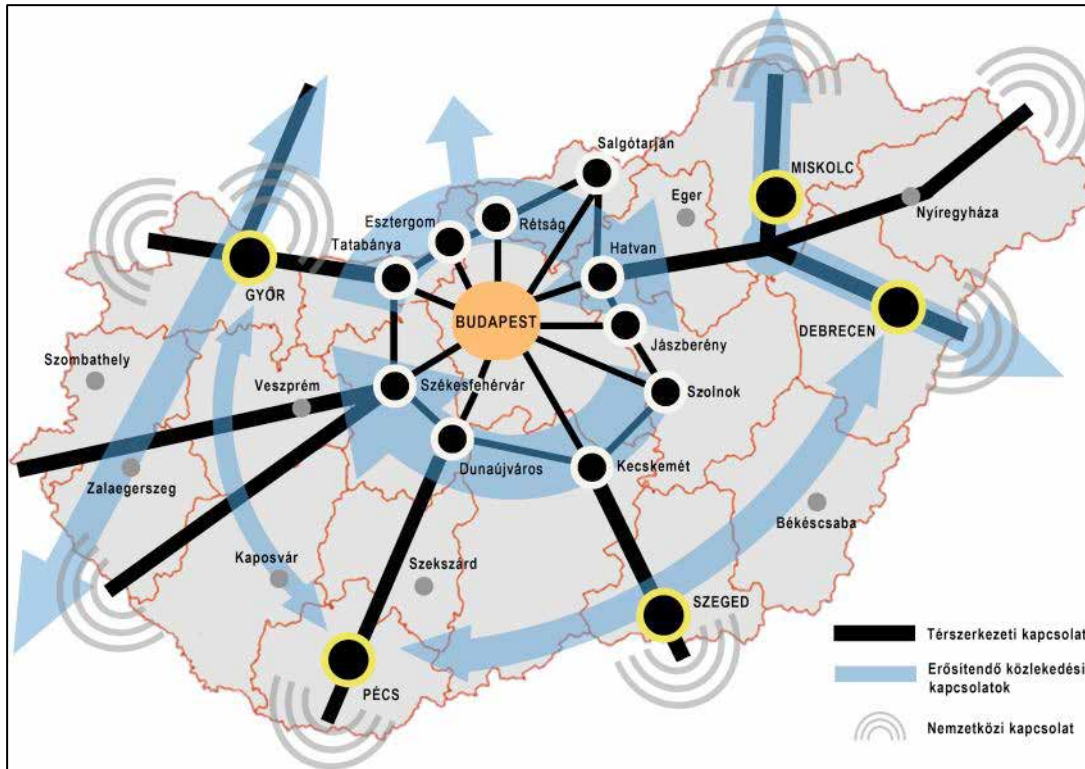 Salgótarján
MISKOLC
Eger
Nyíregyháza
Esztergom
Rétság
Tatabánya
Hatvan
GYŐR
BUDAPEST
DEBRECEN
Jászberény
Szombathely
Veszprém
Székesfehérvár
Szolnok
Dunaújváros
Kecskemét
Zalaegerszeg
Békéscsaba
Kaposvár
Szekszárd
SZEGED
PÉCS
Térszerkezeti kapcsolat
Erősítendő közlekedési
kapcsolatok
Nemzetközi kapcsolat